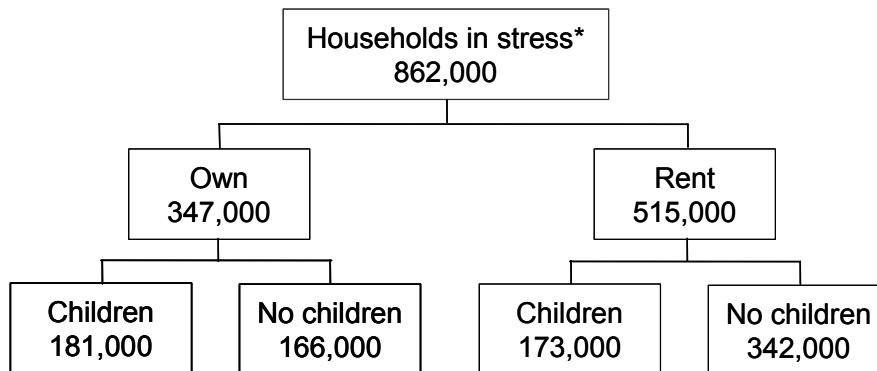 Households in stress*
862,000
Own
347,000
Rent
515,000
Children
181,000
No children
166,000
Children
173,000
No children
342,000